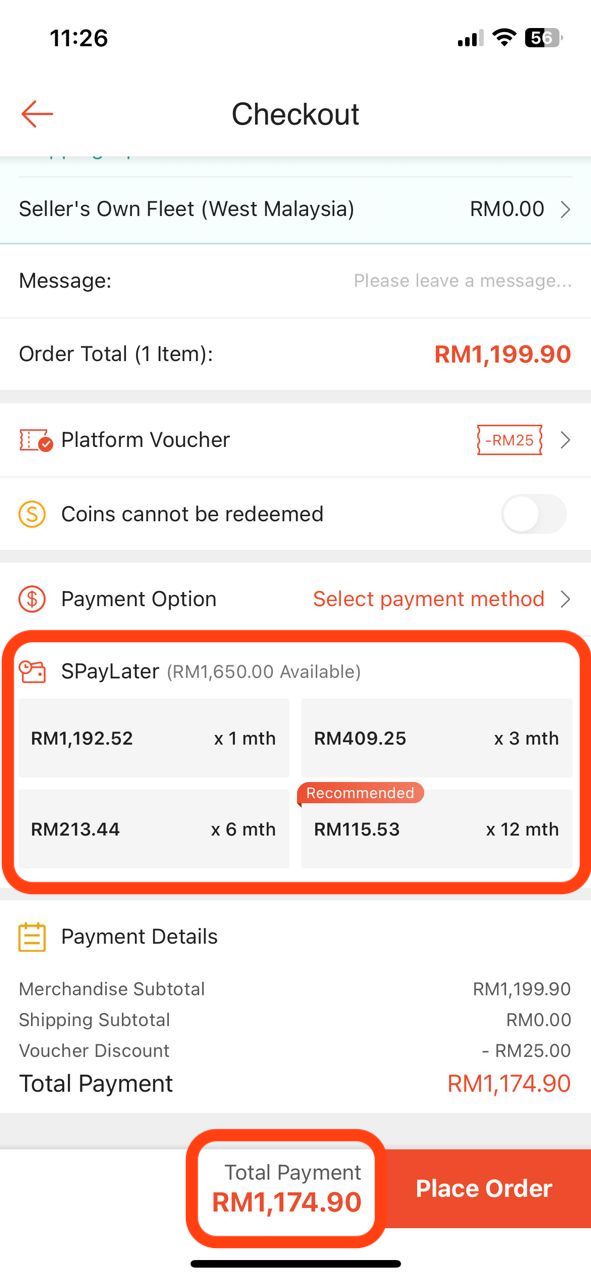 11:26
56
Checkout
Seller's Own Fleet (West Malaysia) RM0.00
Message: Please leave a message...
Order Total (1 Item): RM1,199.90
Platform Voucher -RM25
Coins cannot be redeemed
Payment Option Select payment method
SPayLater (RM1,650.00 Available)
RM1,192.52 x 1 mth RM409.25 x 3 mth
Recommended
RM213.44 x 6 mth RM115.53 x 12 mth
Payment Details
Merchandise Subtotal RM1,199.90
Shipping Subtotal RM0.00
Voucher Discount - RM25.00
Total Payment RM1,174.90
Total Payment
RM1,174.90
Place Order